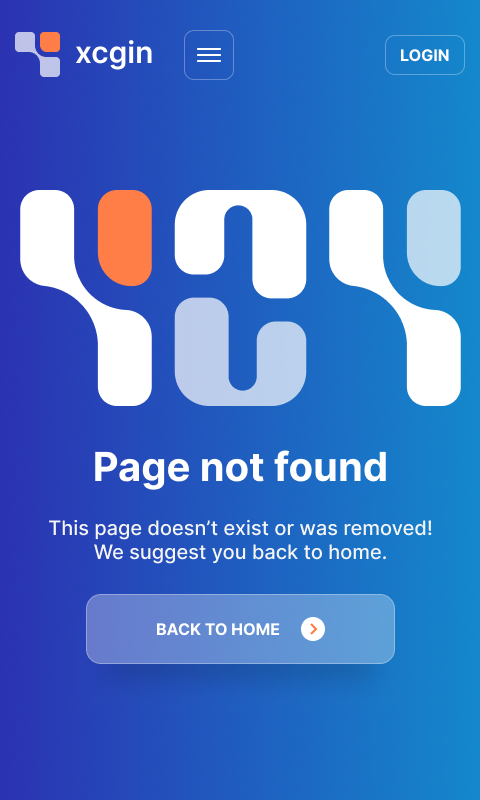 xcgin
LOGIN
404
Page not found
This page doesn’t exist or was removed!
We suggest you back to home.
BACK TO HOME